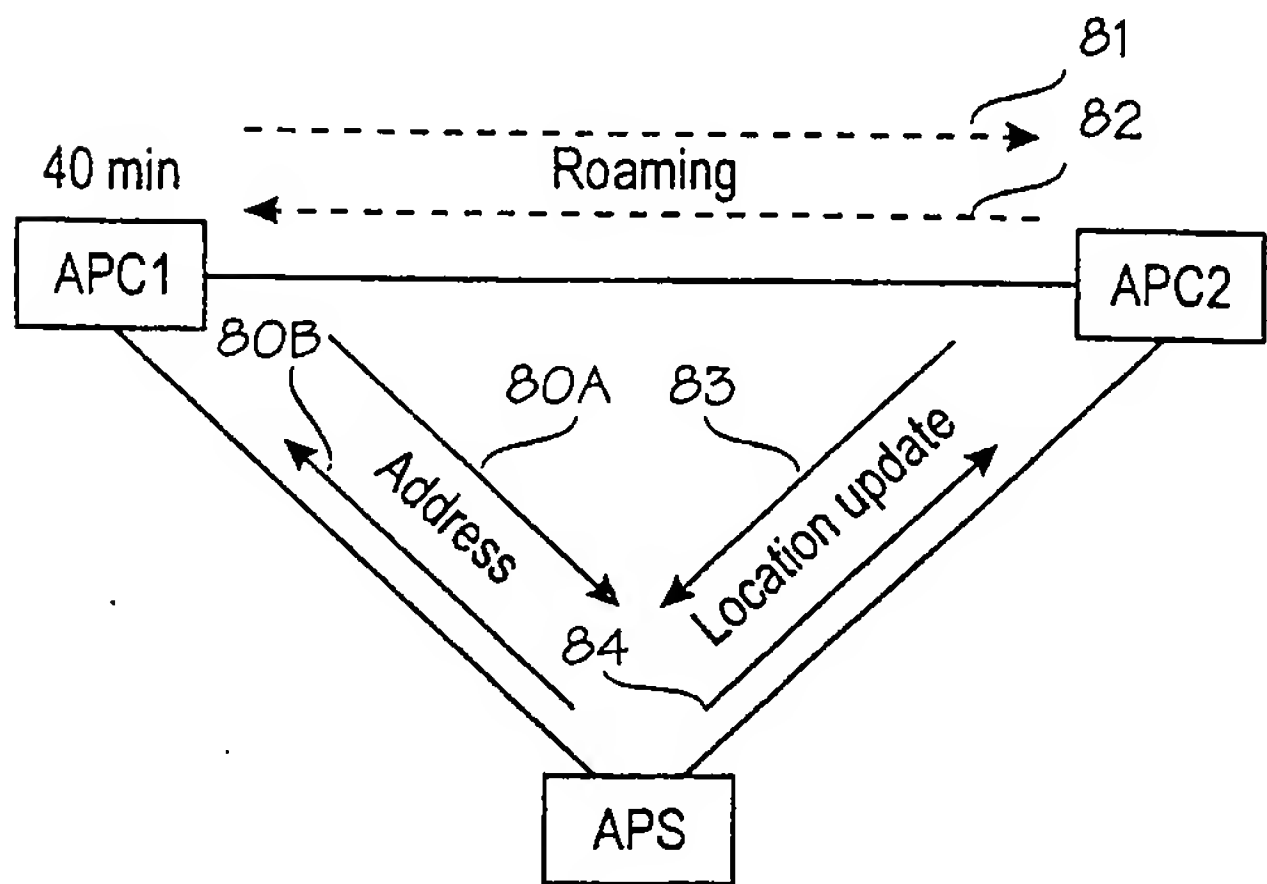 81
82
40 min
Roaming
APC1
APC2
80B
80A
83
Address
Location update
84
APS